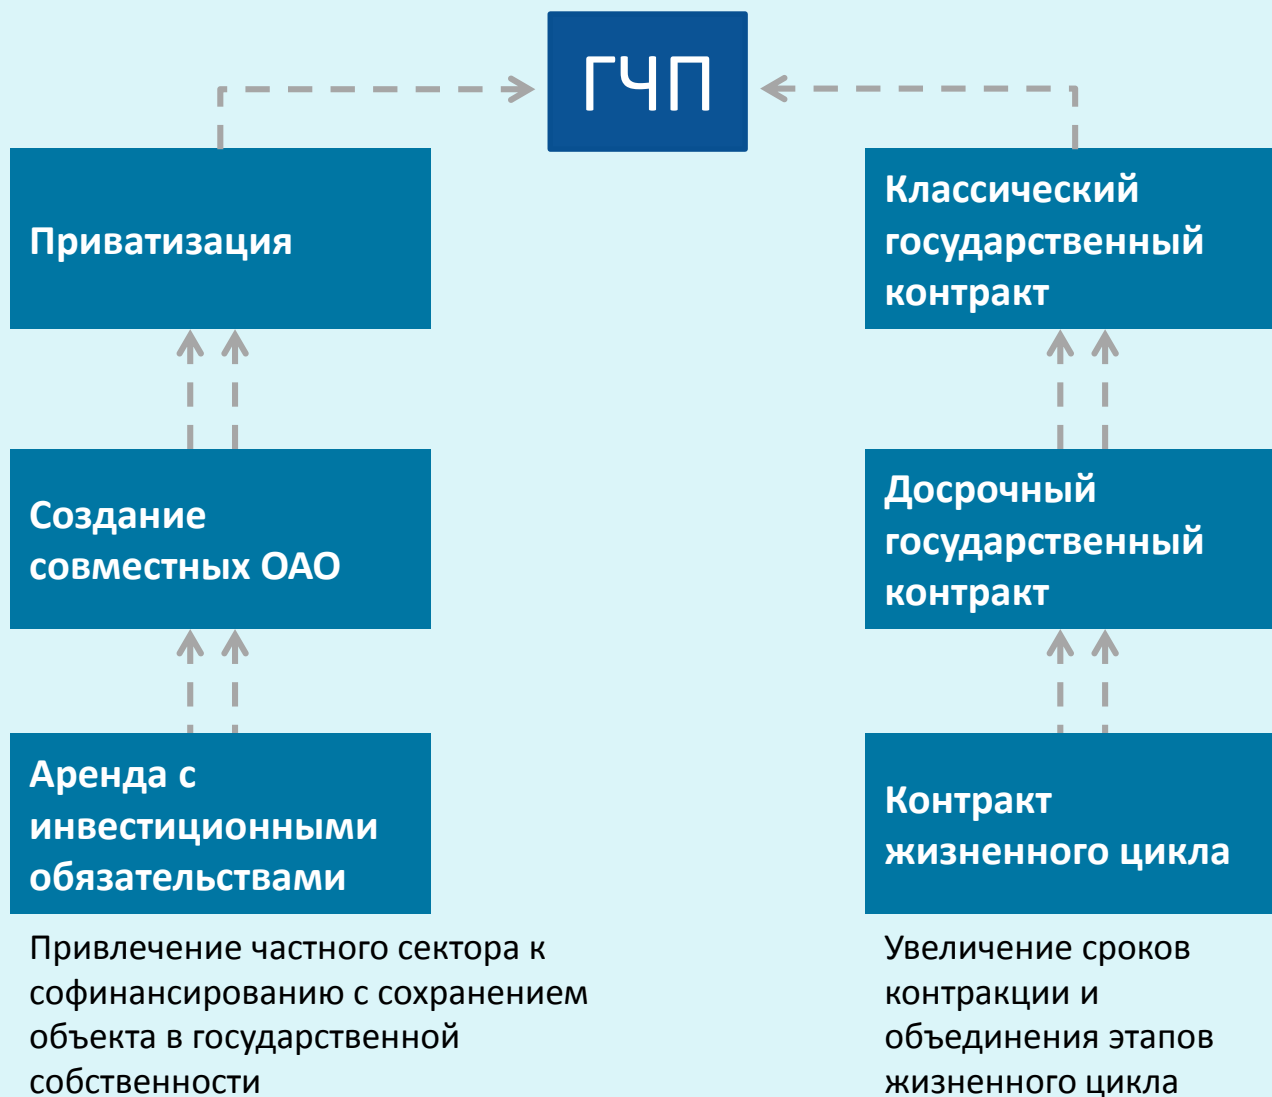 ГЧП
Приватизация
Классический
государственный
контракт
Создание
совместных ОАО
Досрочный
государственный
контракт
Аренда с
инвестиционными
обязательствами
Контракт
жизненного цикла
Привлечение частного сектора к
софинансированию с сохранением
объекта в государственной
собственности
Увеличение сроков
контракции и
объединения этапов
жизненного цикла